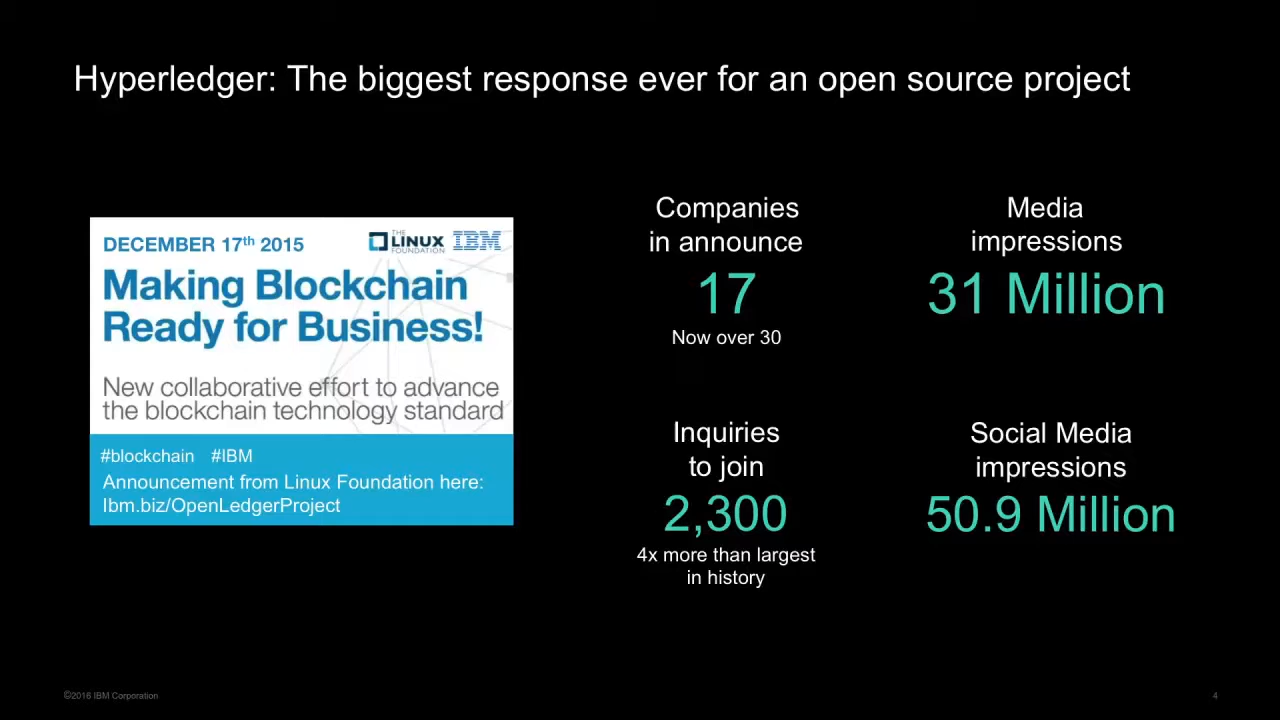 Hyperledger: The biggest response ever for an open source project
DECEMBER 17th 2015
THE
LINUX
FOUNDATION
IBM
Making Blockchain
Ready for Business!
New collaborative effort to advance
the blockchain technology standard
#blockchain #IBM
Announcement from Linux Foundation here:
Ibm.biz/OpenLedgerProject
Companies
in announce
17
Now over 30
Media
impressions
31 Million
Inquiries
to join
2,300
4x more than largest
in history
Social Media
impressions
50.9 Million
©2016 IBM Corporation
4